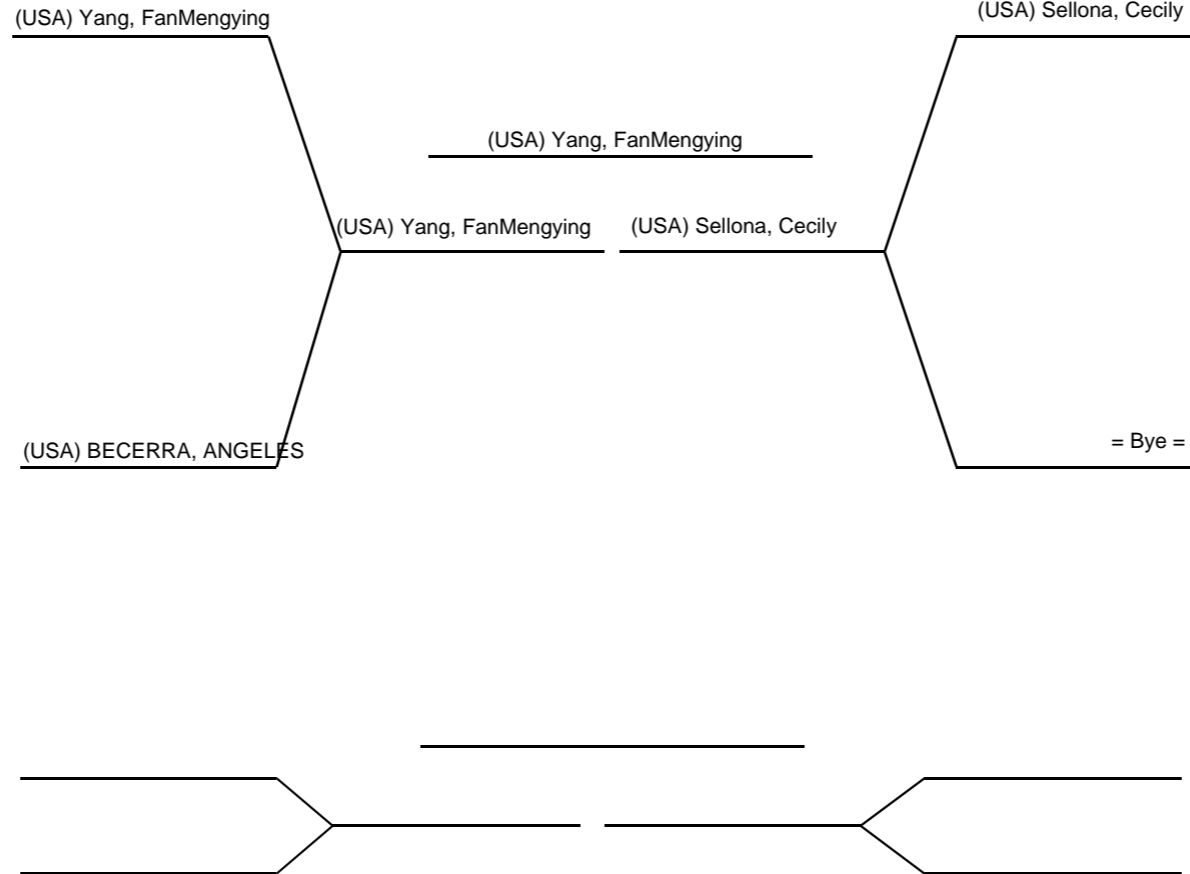 (USA) Yang, FanMengying
(USA) Sellona, Cecily
(USA) Yang, FanMengying
(USA) Yang, FanMengying
(USA) Sellona, Cecily
(USA) BECERRA, ANGELES
= Bye =